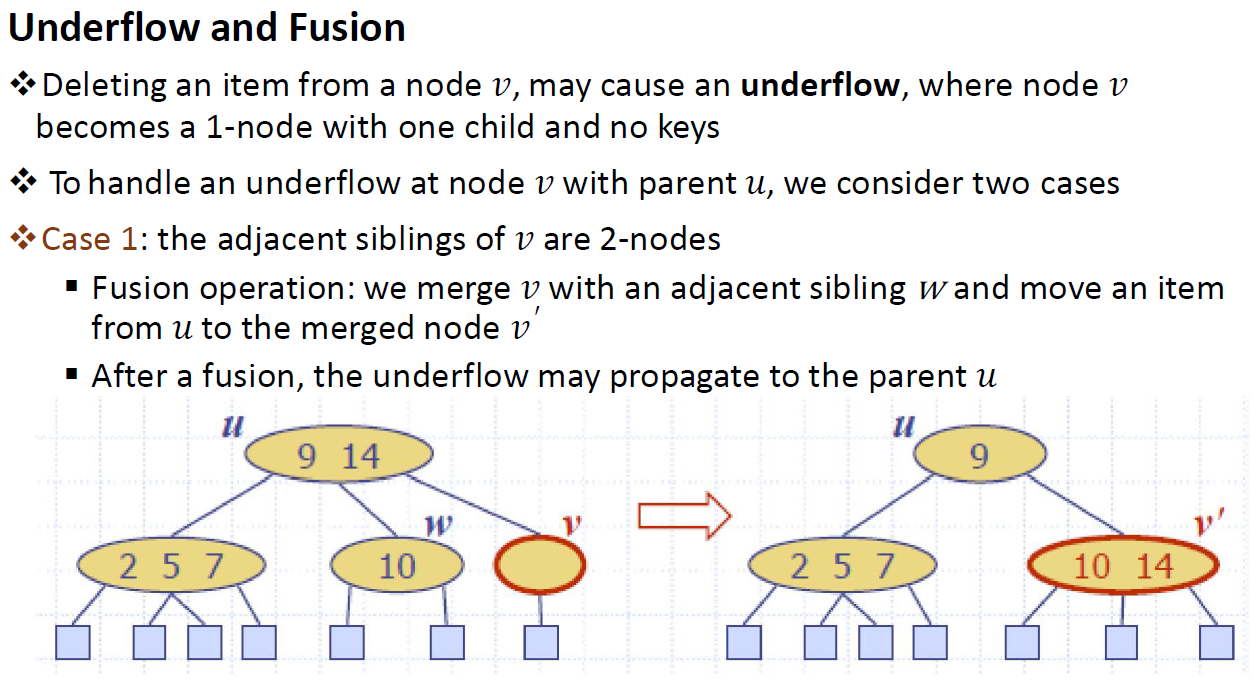 Underflow and Fusion
❖Deleting an item from a node v, may cause an underflow, where node v
becomes a 1-node with one child and no keys
❖ To handle an underflow at node v with parent u, we consider two cases
❖Case 1: the adjacent siblings of v are 2-nodes
▪ Fusion operation: we merge v with an adjacent sibling w and move an item
from u to the merged node v′
▪ After a fusion, the underflow may propagate to the parent u
u
9 14
w
v
2 5 7
10
u
9
v'
2 5 7
10 14